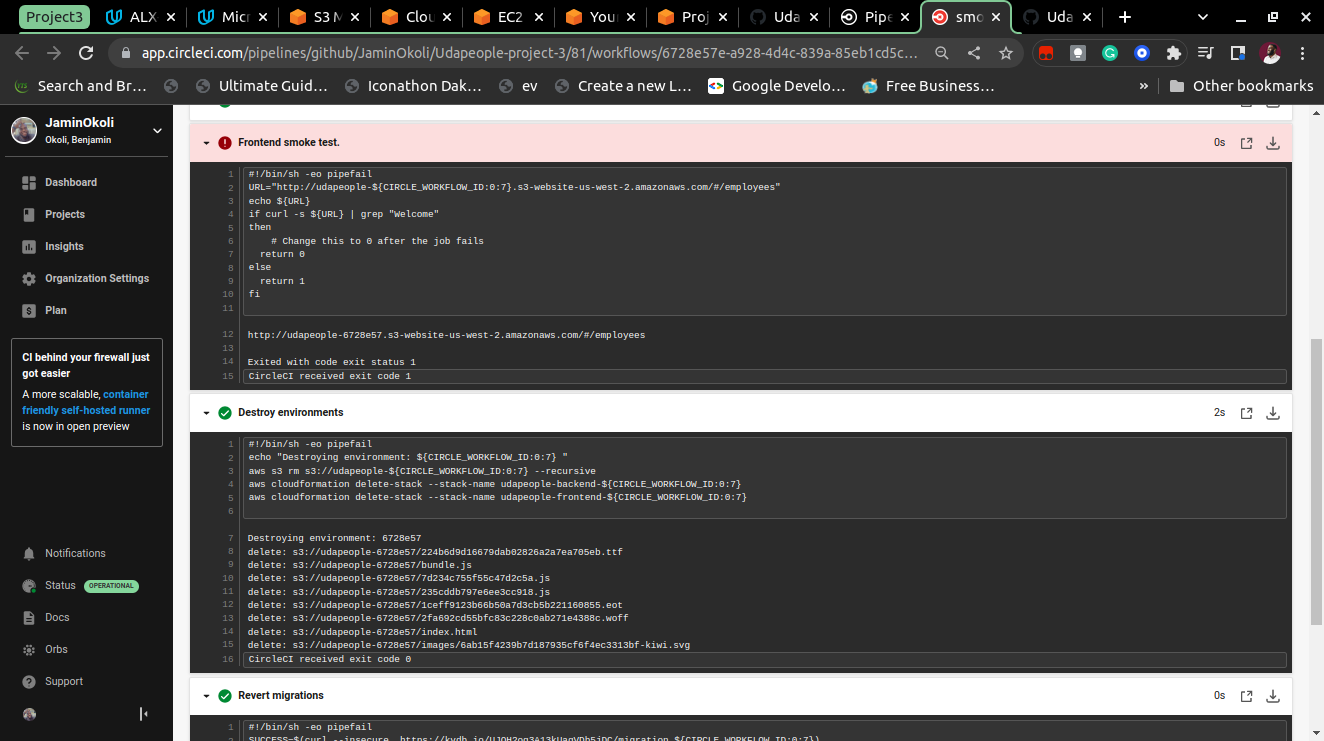 Project3
ALX
Micr
S3 M
Clou
EC2
Your
Proj
Uda
Pipe
smo
Uda
app.circleci.com/pipelines/github/JaminOkoli/Udapeople-project-3/81/workflows/6728e57e-a928-4d4c-839a-85eb1cd5c...
Search and Br...
Ultimate Guid...
Iconathon Dak...
ev
Create a new L...
Google Develo...
Free Business...
»
Other bookmarks
JaminOkoli
Okoli, Benjamin
Dashboard
Projects
Insights
Organization Settings
Plan
CI behind your firewall just
got easier
A more scalable, container
friendly self-hosted runner
is now in open preview
Notifications
Status OPERATIONAL
Docs
Orbs
Support
Frontend smoke test. 0s
1 #!/bin/sh -eo pipefail
2 URL="http://udapeople-${CIRCLE_WORKFLOW_ID:0:7}.s3-website-us-west-2.amazonaws.com/#/employees"
3 echo ${URL}
4 if curl -s ${URL} | grep "Welcome"
5 then
6 # Change this to 0 after the job fails
7 return 0
8 else
9 return 1
10 fi
11
12 http://udapeople-6728e57.s3-website-us-west-2.amazonaws.com/#/employees
13
14 Exited with code exit status 1
15 CircleCI received exit code 1
Destroy environments 2s
1 #!/bin/sh -eo pipefail
2 echo "Destroying environment: ${CIRCLE_WORKFLOW_ID:0:7} "
3 aws s3 rm s3://udapeople-${CIRCLE_WORKFLOW_ID:0:7} --recursive
4 aws cloudformation delete-stack --stack-name udapeople-backend-${CIRCLE_WORKFLOW_ID:0:7}
5 aws cloudformation delete-stack --stack-name udapeople-frontend-${CIRCLE_WORKFLOW_ID:0:7}
6
7 Destroying environment: 6728e57
8 delete: s3://udapeople-6728e57/224b6d9d16679dab02826a2a7ea705eb.ttf
9 delete: s3://udapeople-6728e57/bundle.js
10 delete: s3://udapeople-6728e57/7d234c755f55c47d2c5a.js
11 delete: s3://udapeople-6728e57/235cddb797e6ee3cc918.js
12 delete: s3://udapeople-6728e57/1ceff9123b66b50a7d3cb5b221160855.eot
13 delete: s3://udapeople-6728e57/2fa692cd55bfc83c228c0ab271e4388c.woff
14 delete: s3://udapeople-6728e57/index.html
15 delete: s3://udapeople-6728e57/images/6ab15f4239b7d187935cf6f4ec3313bf-kiwi.svg
16 CircleCI received exit code 0
Revert migrations 0s
1 #!/bin/sh -eo pipefail